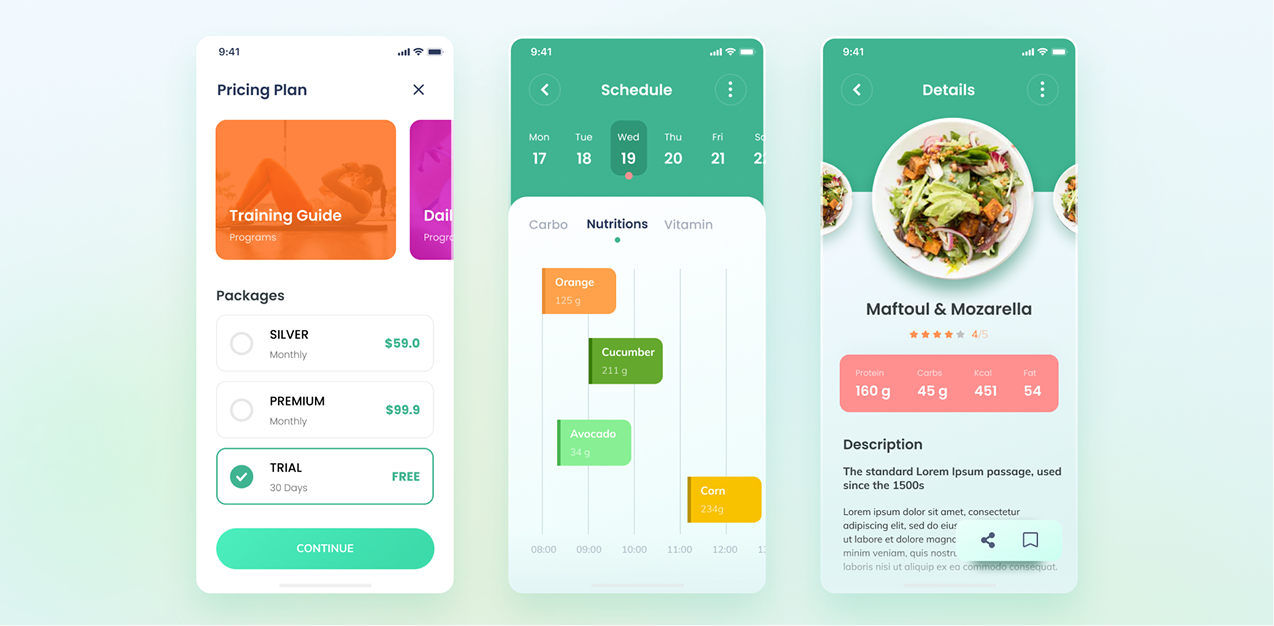 9:41
Pricing Plan
Training Guide
Programs
Dail
Progra
Packages
SILVER
Monthly
$59.0
PREMIUM
Monthly
$99.9
TRIAL
30 Days
FREE
CONTINUE
9:41
Schedule
Mon Tue Wed Thu Fri
17 18 19 20 21
Carbo Nutritions Vitamin
Orange
125 g
Cucumber
211 g
Avocado
34 g
Corn
234g
08:00 09:00 10:00 11:00 12:00
9:41
Details
Maftoul & Mozarella
4/5
Protein Carbs Kcal Fat
160 g 45 g 451 54
Description
The standard Lorem Ipsum passage, used
since the 1500s
Lorem ipsum dolor sit amet, consectetur
adipiscing elit, sed do eius
ut labore et dolore magna
minim veniam, quis nostru
laboris nisi ut aliquip ex ea commodo consequat.